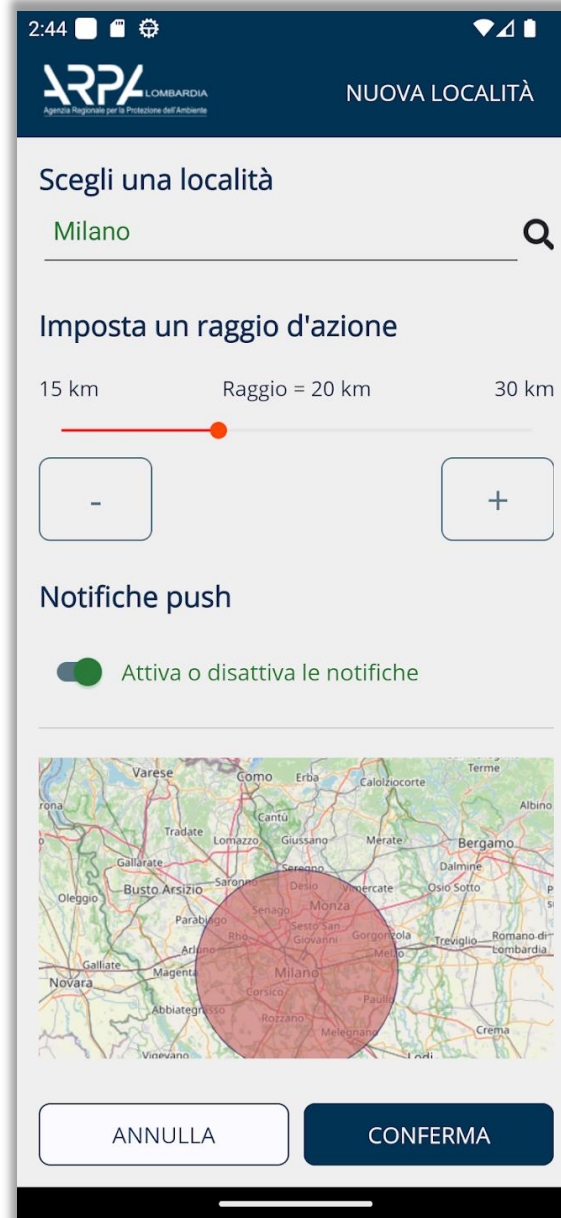 2:44
ARPA LOMBARDIA
Agenzia Regionale per la Protezione dell'Ambiente
NUOVA LOCALITÀ
Scegli una località
Milano
Imposta un raggio d'azione
15 km Raggio = 20 km 30 km
- +
Notifiche push
Attiva o disattiva le notifiche
Varese Como Erba Calolziocorte Terme
rona Cantù Albino
Tradate Lomazzo Giussano Merate Bergamo
Gallarate Seregno Dalmine
Oleggio Busto Arsizio Saronno Desio Vimercate Osio Sotto
Senago Monza
Parabiago Rho Sesto San Giovanni Gorgonzola Treviglio Romano di Lombardia
Arluno Melzo
Galliate Magenta Milano
Novara Corsico Paullo
Abbiategrasso Rozzano Crema
Melegnano
Vigevano Lodi
ANNULLA CONFERMA